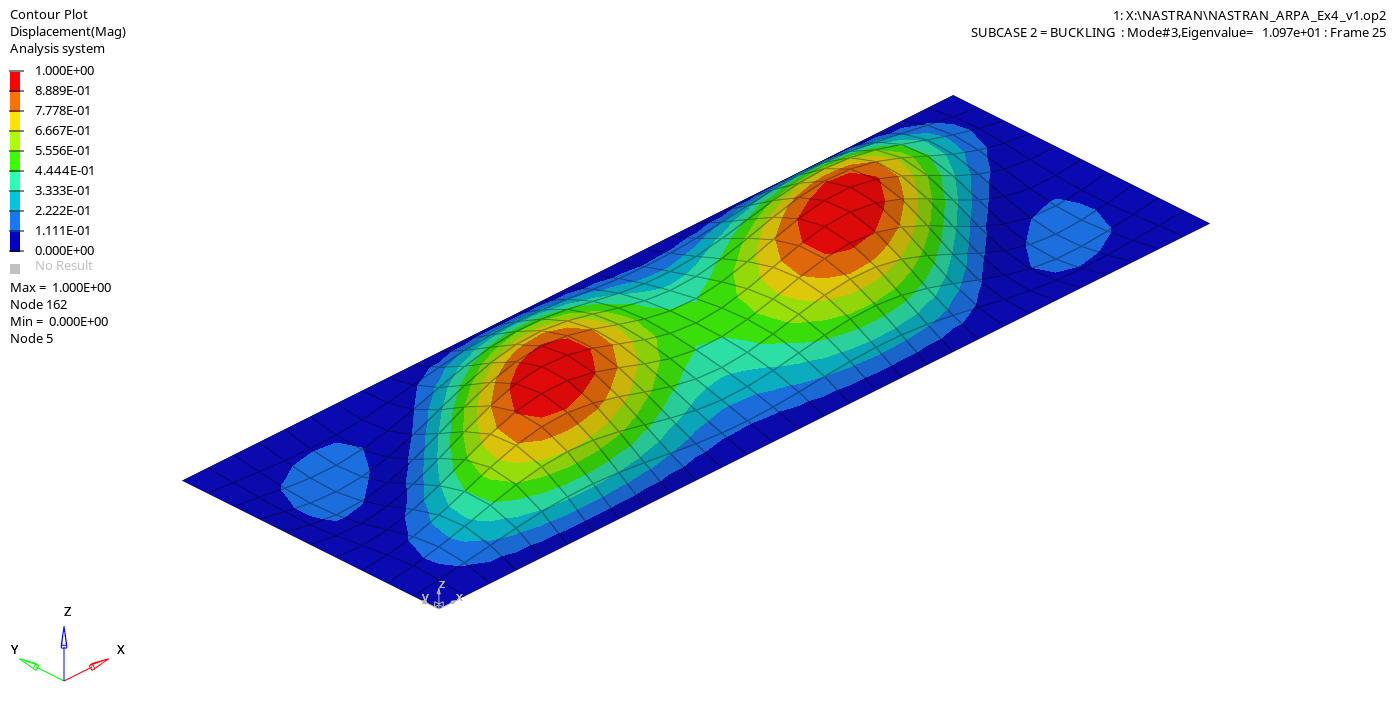 Contour Plot
Displacement(Mag)
Analysis system
1.000E+00
8.889E-01
7.778E-01
6.667E-01
5.556E-01
4.444E-01
3.333E-01
2.222E-01
1.111E-01
0.000E+00
No Result
Max = 1.000E+00
Node 162
Min = 0.000E+00
Node 5
1: X:\NASTRAN\NASTRAN_ARPA_Ex4_v1.op2
SUBCASE 2 = BUCKLING : Mode#3,Eigenvalue= 1.097e+01 : Frame 25
Z
Y X
Z
Y X